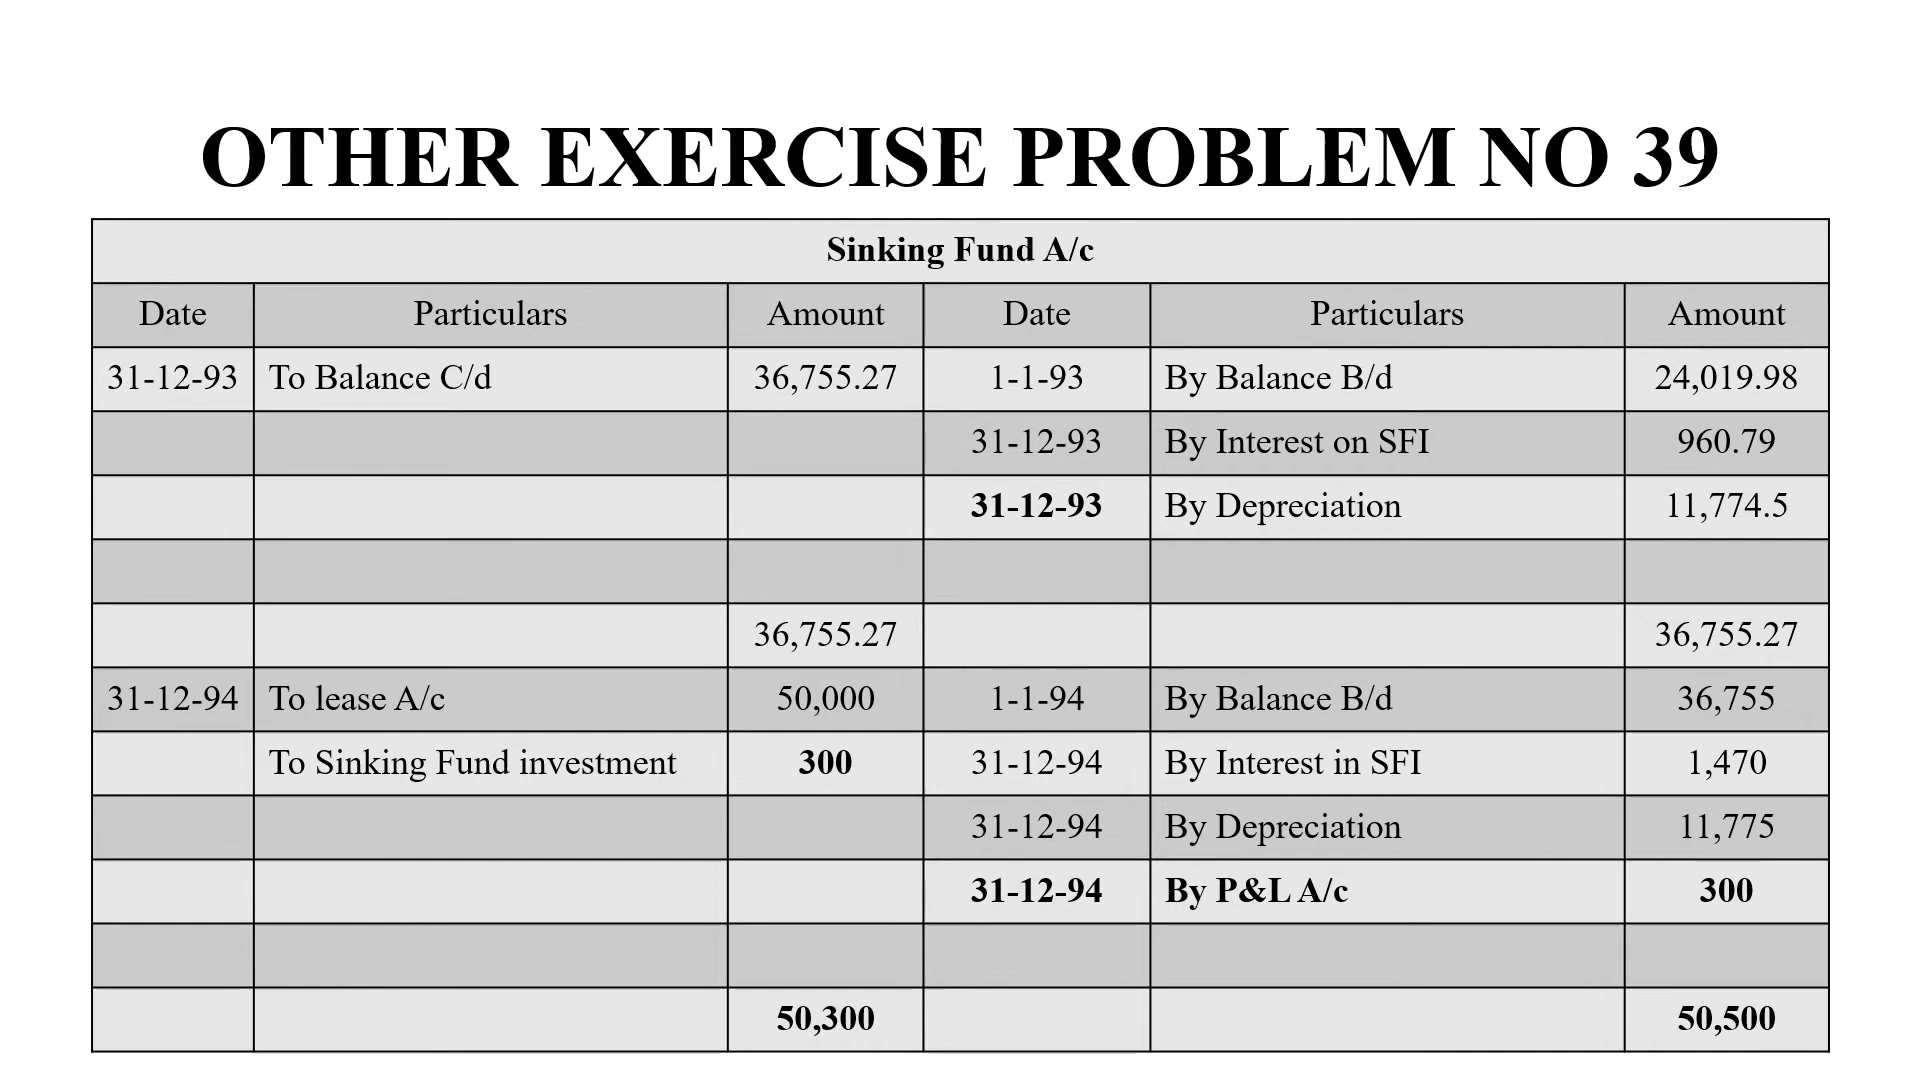 OTHER EXERCISE PROBLEM NO 39
Sinking Fund A/c
Date Particulars Amount Date Particulars Amount
31-12-93 To Balance C/d 36,755.27 1-1-93 By Balance B/d 24,019.98
31-12-93 By Interest on SFI 960.79
31-12-93 By Depreciation 11,774.5
36,755.27 36,755.27
31-12-94 To lease A/c 50,000 1-1-94 By Balance B/d 36,755
To Sinking Fund investment 300 31-12-94 By Interest in SFI 1,470
31-12-94 By Depreciation 11,775
31-12-94 By P&L A/c 300
50,300 50,500